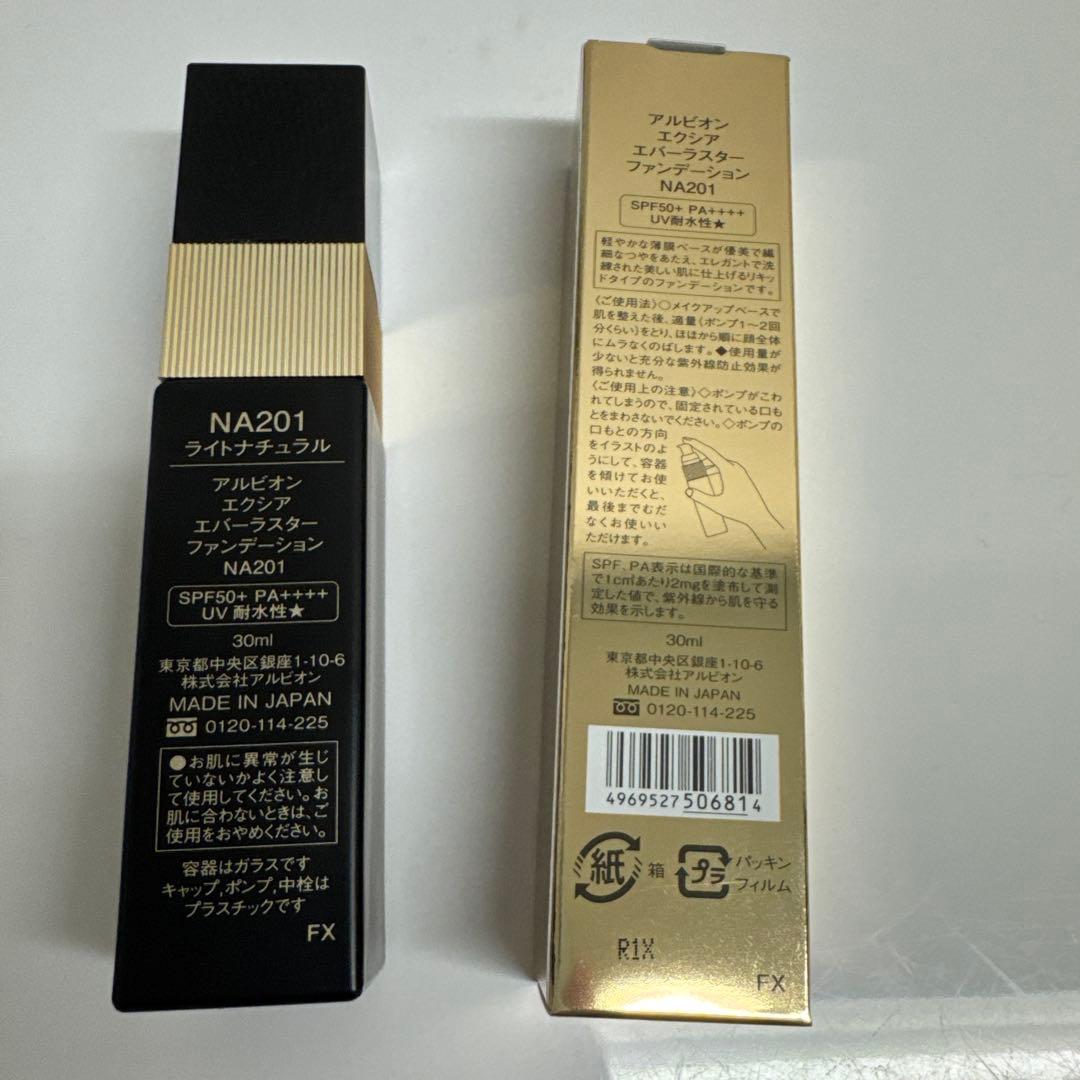 NA201
ライトナチュラル
アルビオン
エクシア
エバーラスター
ファンデーション
NA201
SPF50+ PA++++
UV 耐水性★
30ml
東京都中央区銀座1-10-6
株式会社アルビオン
MADE IN JAPAN
0120-114-225
●お肌に異常が生じ
ていないかよく注意し
て使用してください。お
肌に合わないときは、ご
使用をおやめください。
容器はガラスです
キャップ,ポンプ,中栓は
プラスチックです
FX
アルビオン
エクシア
エバーラスター
ファンデーション
NA201
SPF50+ PA++++
UV耐水性★
軽やかな薄膜ベースが優美で繊
細なつやをあたえ、エレガントで洗
練された美しい肌に仕上げるリキッ
ドタイプのファンデーションです。
〈ご使用法〉○メイクアップベースで
肌を整えた後、適量(ポンプ1〜2回
分くらい)をとり、ほほから順に顔全体
にムラなくのばします。◆使用量が
少ないと充分な紫外線防止効果が
得られません。
〈ご使用上の注意〉◇ポンプがこわ
れてしまうので、固定されている口も
とをまわさないでください。◇ポンプの
口もとの方向
をイラストのよ
うにして、容器
を傾けてお使
いいただくと、
最後までむだ
なくお使いい
ただけます。
SPF、PA表示は国際的な基準
で1c㎡あたり2mgを塗布して測
定した値で、紫外線から肌を守る
効果を示します。
30ml
東京都中央区銀座1-10-6
株式会社アルビオン
MADE IN JAPAN
0120-114-225
4969527506814
紙 箱
プラ パッキン
フィルム
R1X
FX